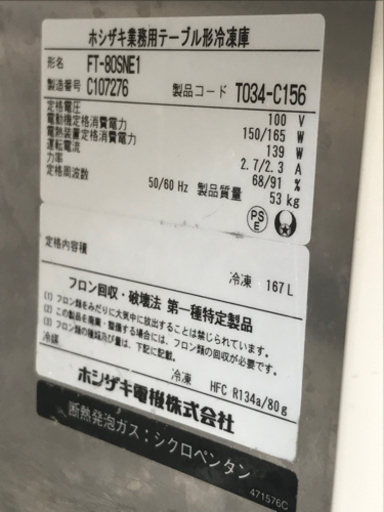 ホシザキ業務用テーブル形冷凍庫
形名 FT-80SNE1
製造番号 C107276 製品コード T034-C156
定格電圧 100 V
電動機定格消費電力 150/165 W
電熱装置定格消費電力 139 W
運転電流 2.7/2.3 A
力率 68/91 %
定格周波数 50/60 Hz 製品質量 53 kg
PSE
定格内容積 冷凍 167 L
フロン回収・破壊法 第一種特定製品
(1) フロン類をみだりに大気中に放出することは禁じられています。
(2) この製品を廃棄・整備する場合には、フロン類の回収が必要です。
(3) フロン類の種類及び量は、下記に記載。
冷媒 冷凍 HFC R134a/80g
ホシザキ電機株式会社
断熱発泡ガス：シクロペンタン
471576C